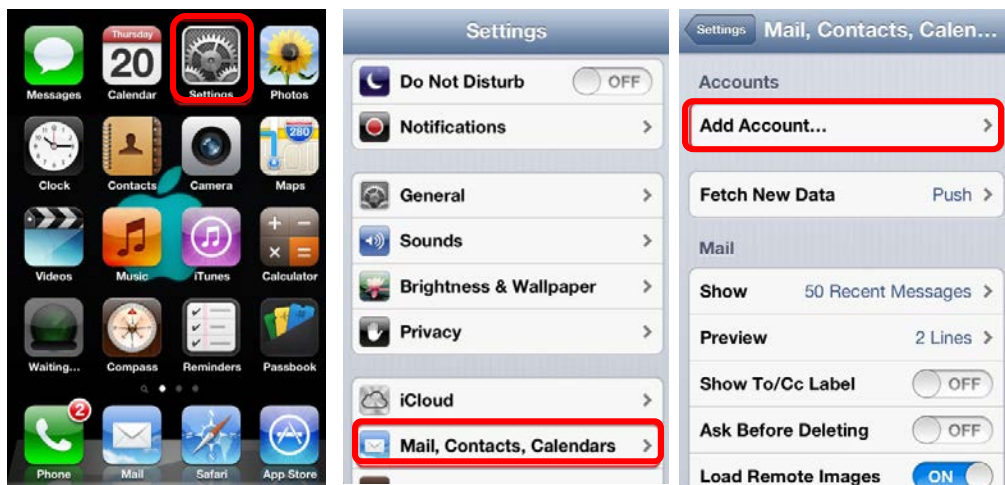 Thursday
20
280
Messages Calendar Settings Photos
Clock Contacts Camera Maps
Videos Music iTunes Calculator
Waiting... Compass Reminders Passbook
2
Phone Mail Safari App Store
Settings
Do Not Disturb OFF
Notifications
General
Sounds
Brightness & Wallpaper
Privacy
iCloud
Mail, Contacts, Calendars
Settings Mail, Contacts, Calen...
Accounts
Add Account...
Fetch New Data Push
Mail
Show 50 Recent Messages
Preview 2 Lines
Show To/Cc Label OFF
Ask Before Deleting OFF
Load Remote Images ON